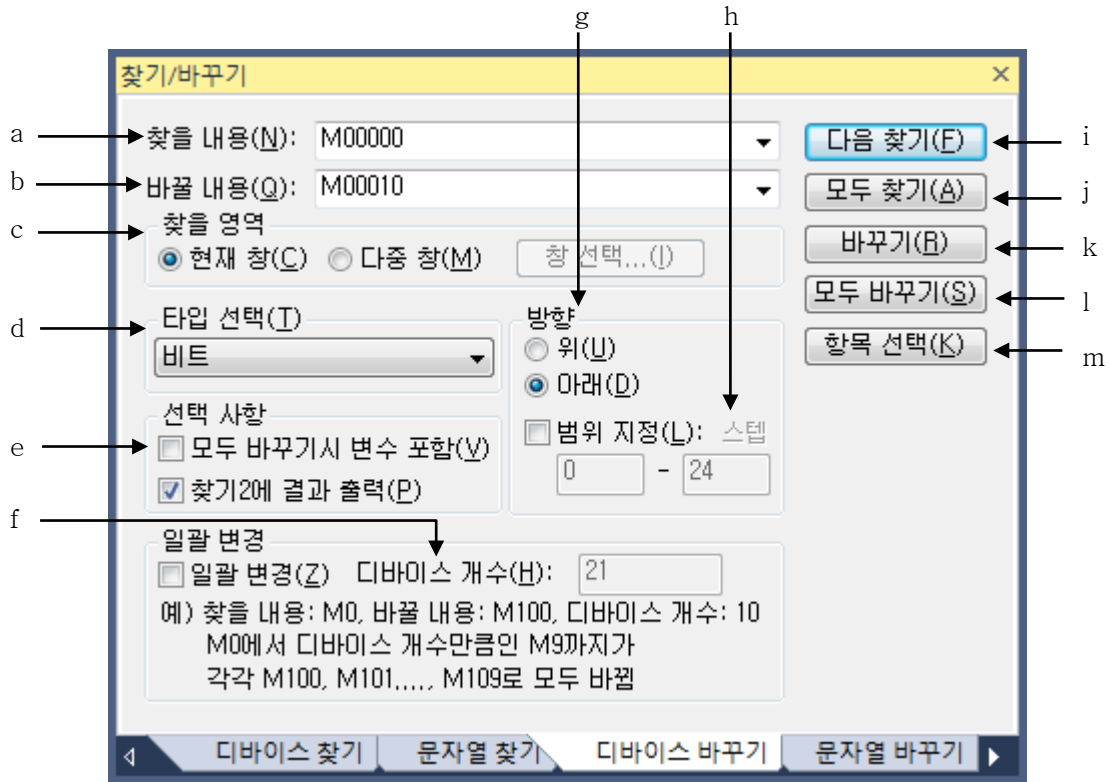 g h
찾기/바꾸기
a 찾을 내용(N): M00000 다음 찾기(F) i
b 바꿀 내용(Q): M00010 모두 찾기(A) j
c 찾을 영역
현재 창(C) 다중 창(M) 창 선택...(I) 바꾸기(R) k
모두 바꾸기(S) l
d 타입 선택(T) 방향
비트 위(U) 항목 선택(K) m
아래(D)
선택 사항 범위 지정(L): 스텝
e 모두 바꾸기시 변수 포함(V)
0 - 24
찾기2에 결과 출력(P)
f
일괄 변경
일괄 변경(Z) 디바이스 개수(H): 21
예) 찾을 내용: M0, 바꿀 내용: M100, 디바이스 개수: 10
M0에서 디바이스 개수만큼인 M9까지가
각각 M100, M101,..., M109로 모두 바뀜
디바이스 찾기 문자열 찾기 디바이스 바꾸기 문자열 바꾸기